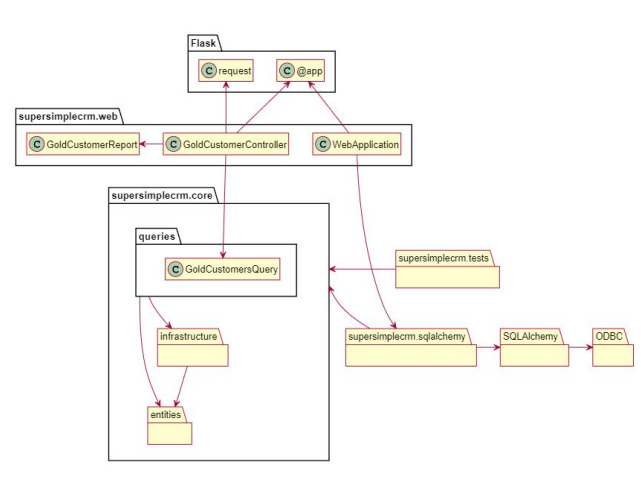 Flask
C request
C @app
supersimplecrm.web
C GoldCustomerReport
C GoldCustomerController
C WebApplication
supersimplecrm.core
queries
C GoldCustomersQuery
supersimplecrm.tests
infrastructure
supersimplecrm.sqlalchemy
SQLAlchemy
ODBC
entities